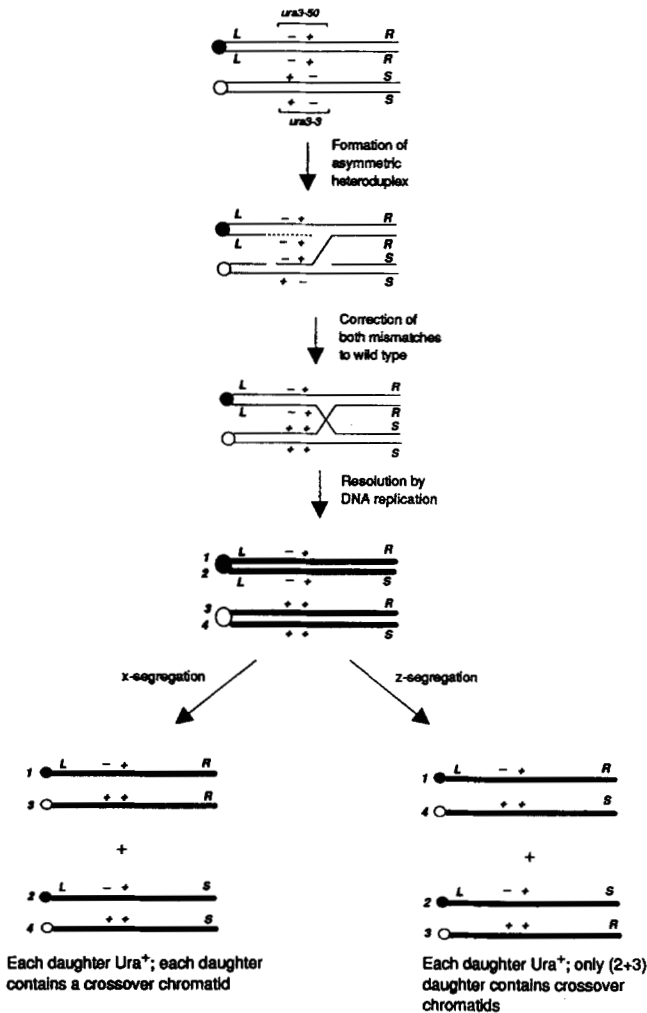 ura3-50
L − + R
L − + R
+ − S
+ − S
ura3-3
Formation of
asymmetric
heteroduplex
L − + R
L − + R
− + S
+ − S
Correction of
both mismatches
to wild type
L − + R
L − + R
+ + S
+ + S
Resolution by
DNA replication
1 L − + R
2 L − + S
3 + + R
4 + + S
x-segregation
z-segregation
1 L − + R
3 + + R
+
2 L − + S
4 + + S
Each daughter Ura+; each daughter
contains a crossover chromatid
1 L − + R
4 + + S
+
2 L − + S
3 + + R
Each daughter Ura+; only (2+3)
daughter contains crossover
chromatids